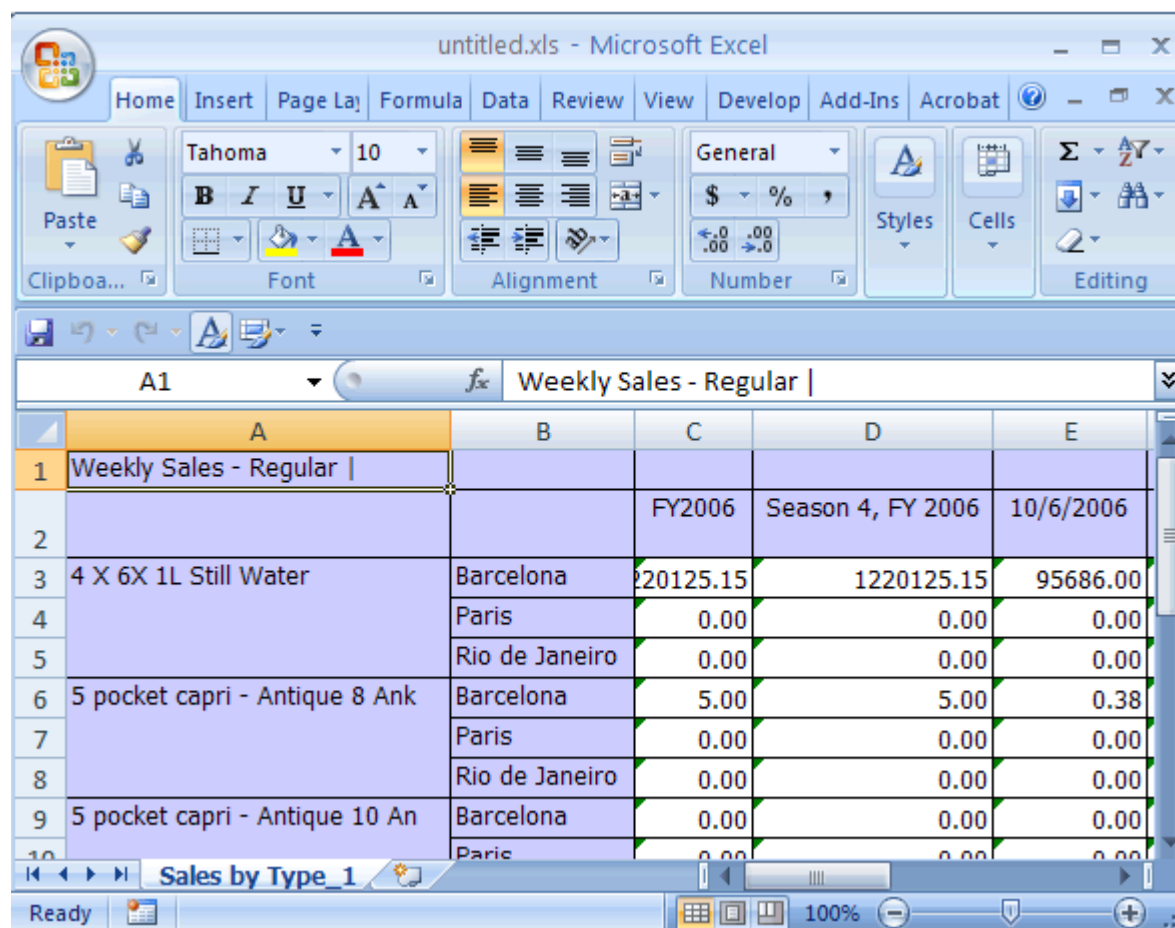 untitled.xls - Microsoft Excel
Home Insert Page Lay Formula Data Review View Develop Add-Ins Acrobat
Tahoma 10 General
B I U A A $ % ,
Paste Styles Cells
Clipboa... Font Alignment Number Editing
A1 fx Weekly Sales - Regular |
A B C D E
1 Weekly Sales - Regular |
2 FY2006 Season 4, FY 2006 10/6/2006
3 4 X 6X 1L Still Water Barcelona 220125.15 1220125.15 95686.00
4 Paris 0.00 0.00 0.00
5 Rio de Janeiro 0.00 0.00 0.00
6 5 pocket capri - Antique 8 Ank Barcelona 5.00 5.00 0.38
7 Paris 0.00 0.00 0.00
8 Rio de Janeiro 0.00 0.00 0.00
9 5 pocket capri - Antique 10 An Barcelona 0.00 0.00 0.00
10 Paris 0.00 0.00 0.00
Sales by Type_1
Ready 100%